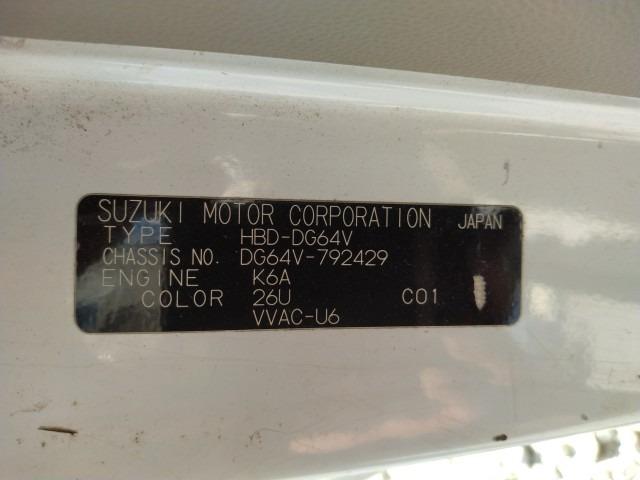 SUZUKI MOTOR CORPORATION JAPAN
TYPE HBD-DG64V
CHASSIS NO. DG64V-792429
ENGINE K6A
COLOR 26U C01
VVAC-U6